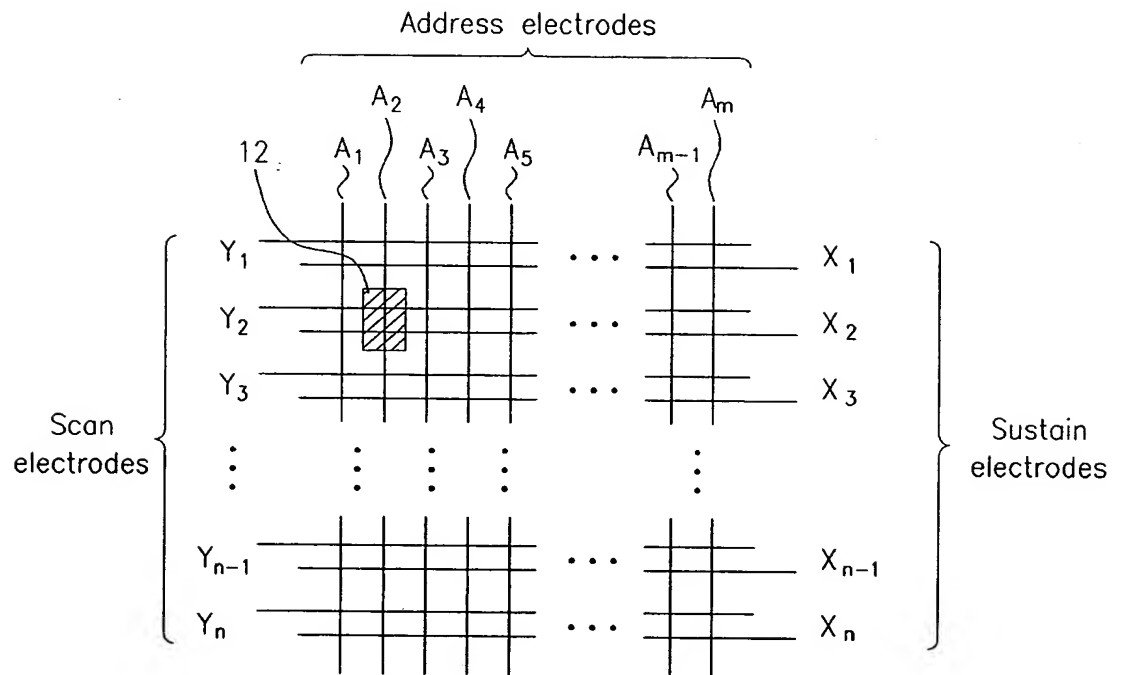 Address electrodes
A2 A4 Am
12 A1 A3 A5 Am−1
Y1 ... X1
Y2 ... X2
Y3 ... X3
Scan electrodes
Sustain electrodes
Yn−1 ... Xn−1
Yn ... Xn